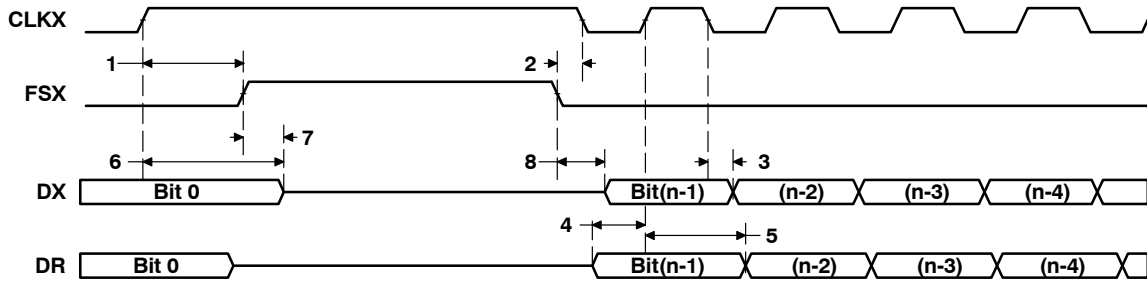 CLKX
1 2
FSX
7
6 8 3
DX Bit 0 Bit(n-1) (n-2) (n-3) (n-4)
4 5
DR Bit 0 Bit(n-1) (n-2) (n-3) (n-4)